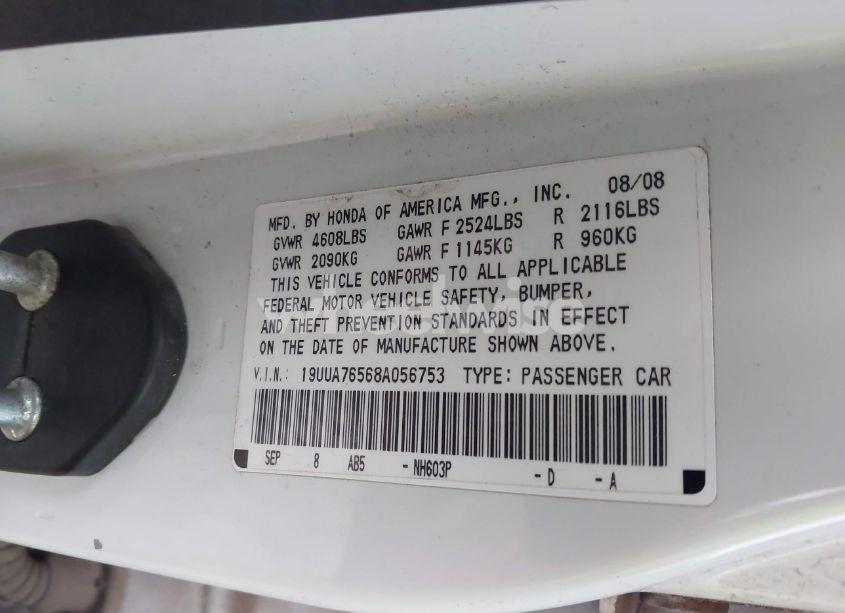 MFD. BY HONDA OF AMERICA MFG., INC. 08/08
GVWR 4608LBS GAWR F 2524LBS R 2116LBS
GVWR 2090KG GAWR F 1145KG R 960KG
THIS VEHICLE CONFORMS TO ALL APPLICABLE
FEDERAL MOTOR VEHICLE SAFETY, BUMPER,
AND THEFT PREVENTION STANDARDS IN EFFECT
ON THE DATE OF MANUFACTURE SHOWN ABOVE.
V.I.N.: 19UUA76568A056753 TYPE: PASSENGER CAR
SEP 8 AB5 -NH603P -D -A